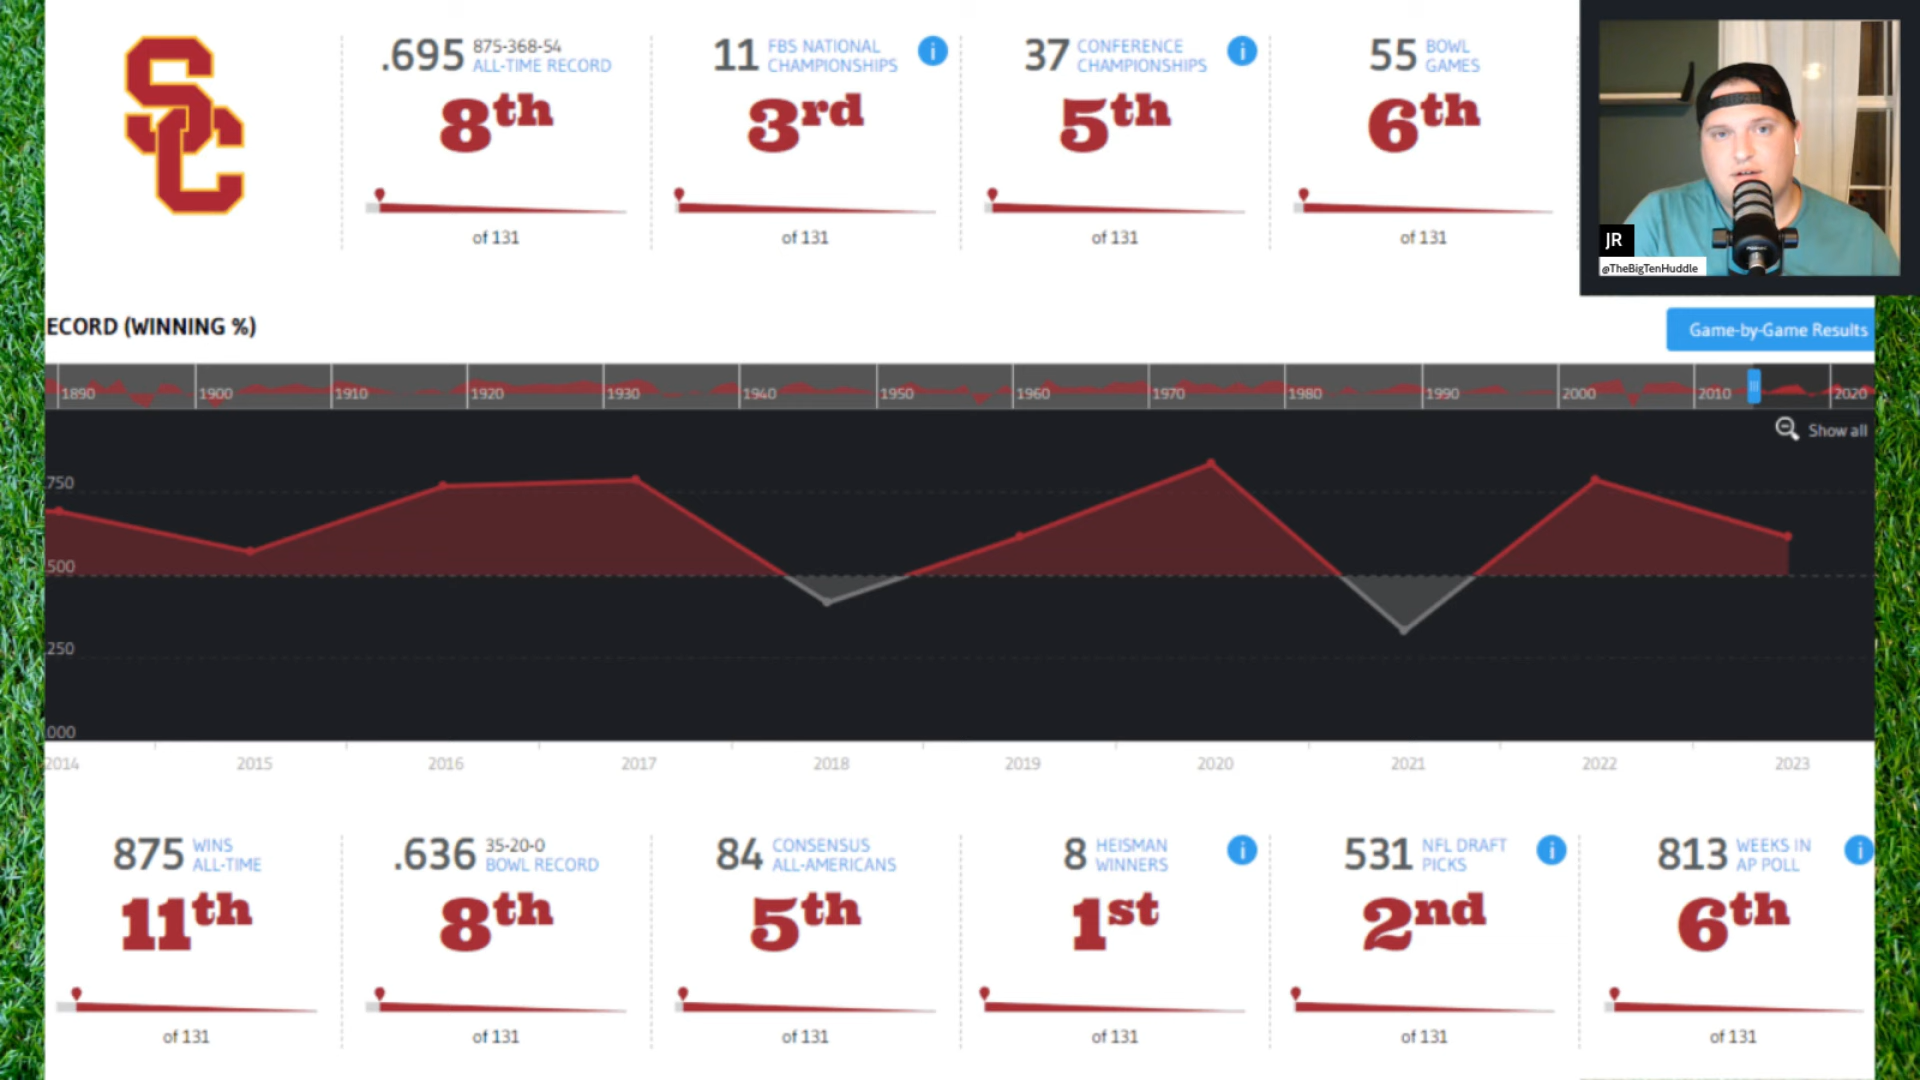 SC
.695 875-368-54 ALL-TIME RECORD
8th
of 131
11 FBS NATIONAL CHAMPIONSHIPS
3rd
of 131
37 CONFERENCE CHAMPIONSHIPS
5th
of 131
55 BOWL GAMES
6th
of 131
JR
@TheBigTenHuddle
ECORD (WINNING %)
Game-by-Game Results
1890 1900 1910 1920 1930 1940 1950 1960 1970 1980 1990 2000 2010 2020
Show all
.750
.500
.250
.000
2014 2015 2016 2017 2018 2019 2020 2021 2022 2023
875 WINS ALL-TIME
11th
of 131
.636 35-20-0 BOWL RECORD
8th
of 131
84 CONSENSUS ALL-AMERICANS
5th
of 131
8 HEISMAN WINNERS
1st
of 131
531 NFL DRAFT PICKS
2nd
of 131
813 WEEKS IN AP POLL
6th
of 131